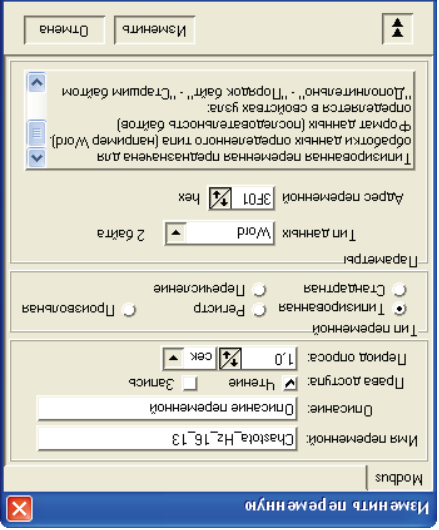 Изменить переменную
Modbus
Имя переменной: Chastota_Hz_16_13
Описание: Описание переменной
Права доступа: Чтение Запись
Период опроса: 1,0 сек
Тип переменной
Типизированная Регистр Произвольная
Стандартная Перечисление
Параметры
Тип данных Word 2 байта
Адрес переменной 3F01 hex
Типизированная переменная предназначена для
обработки данных определенного типа (например Word).
Формат данных (последовательность байтов)
определяется в свойствах узла:
"Дополнительно" - "Порядок байт" - "Старшим байтом
Изменить Отмена